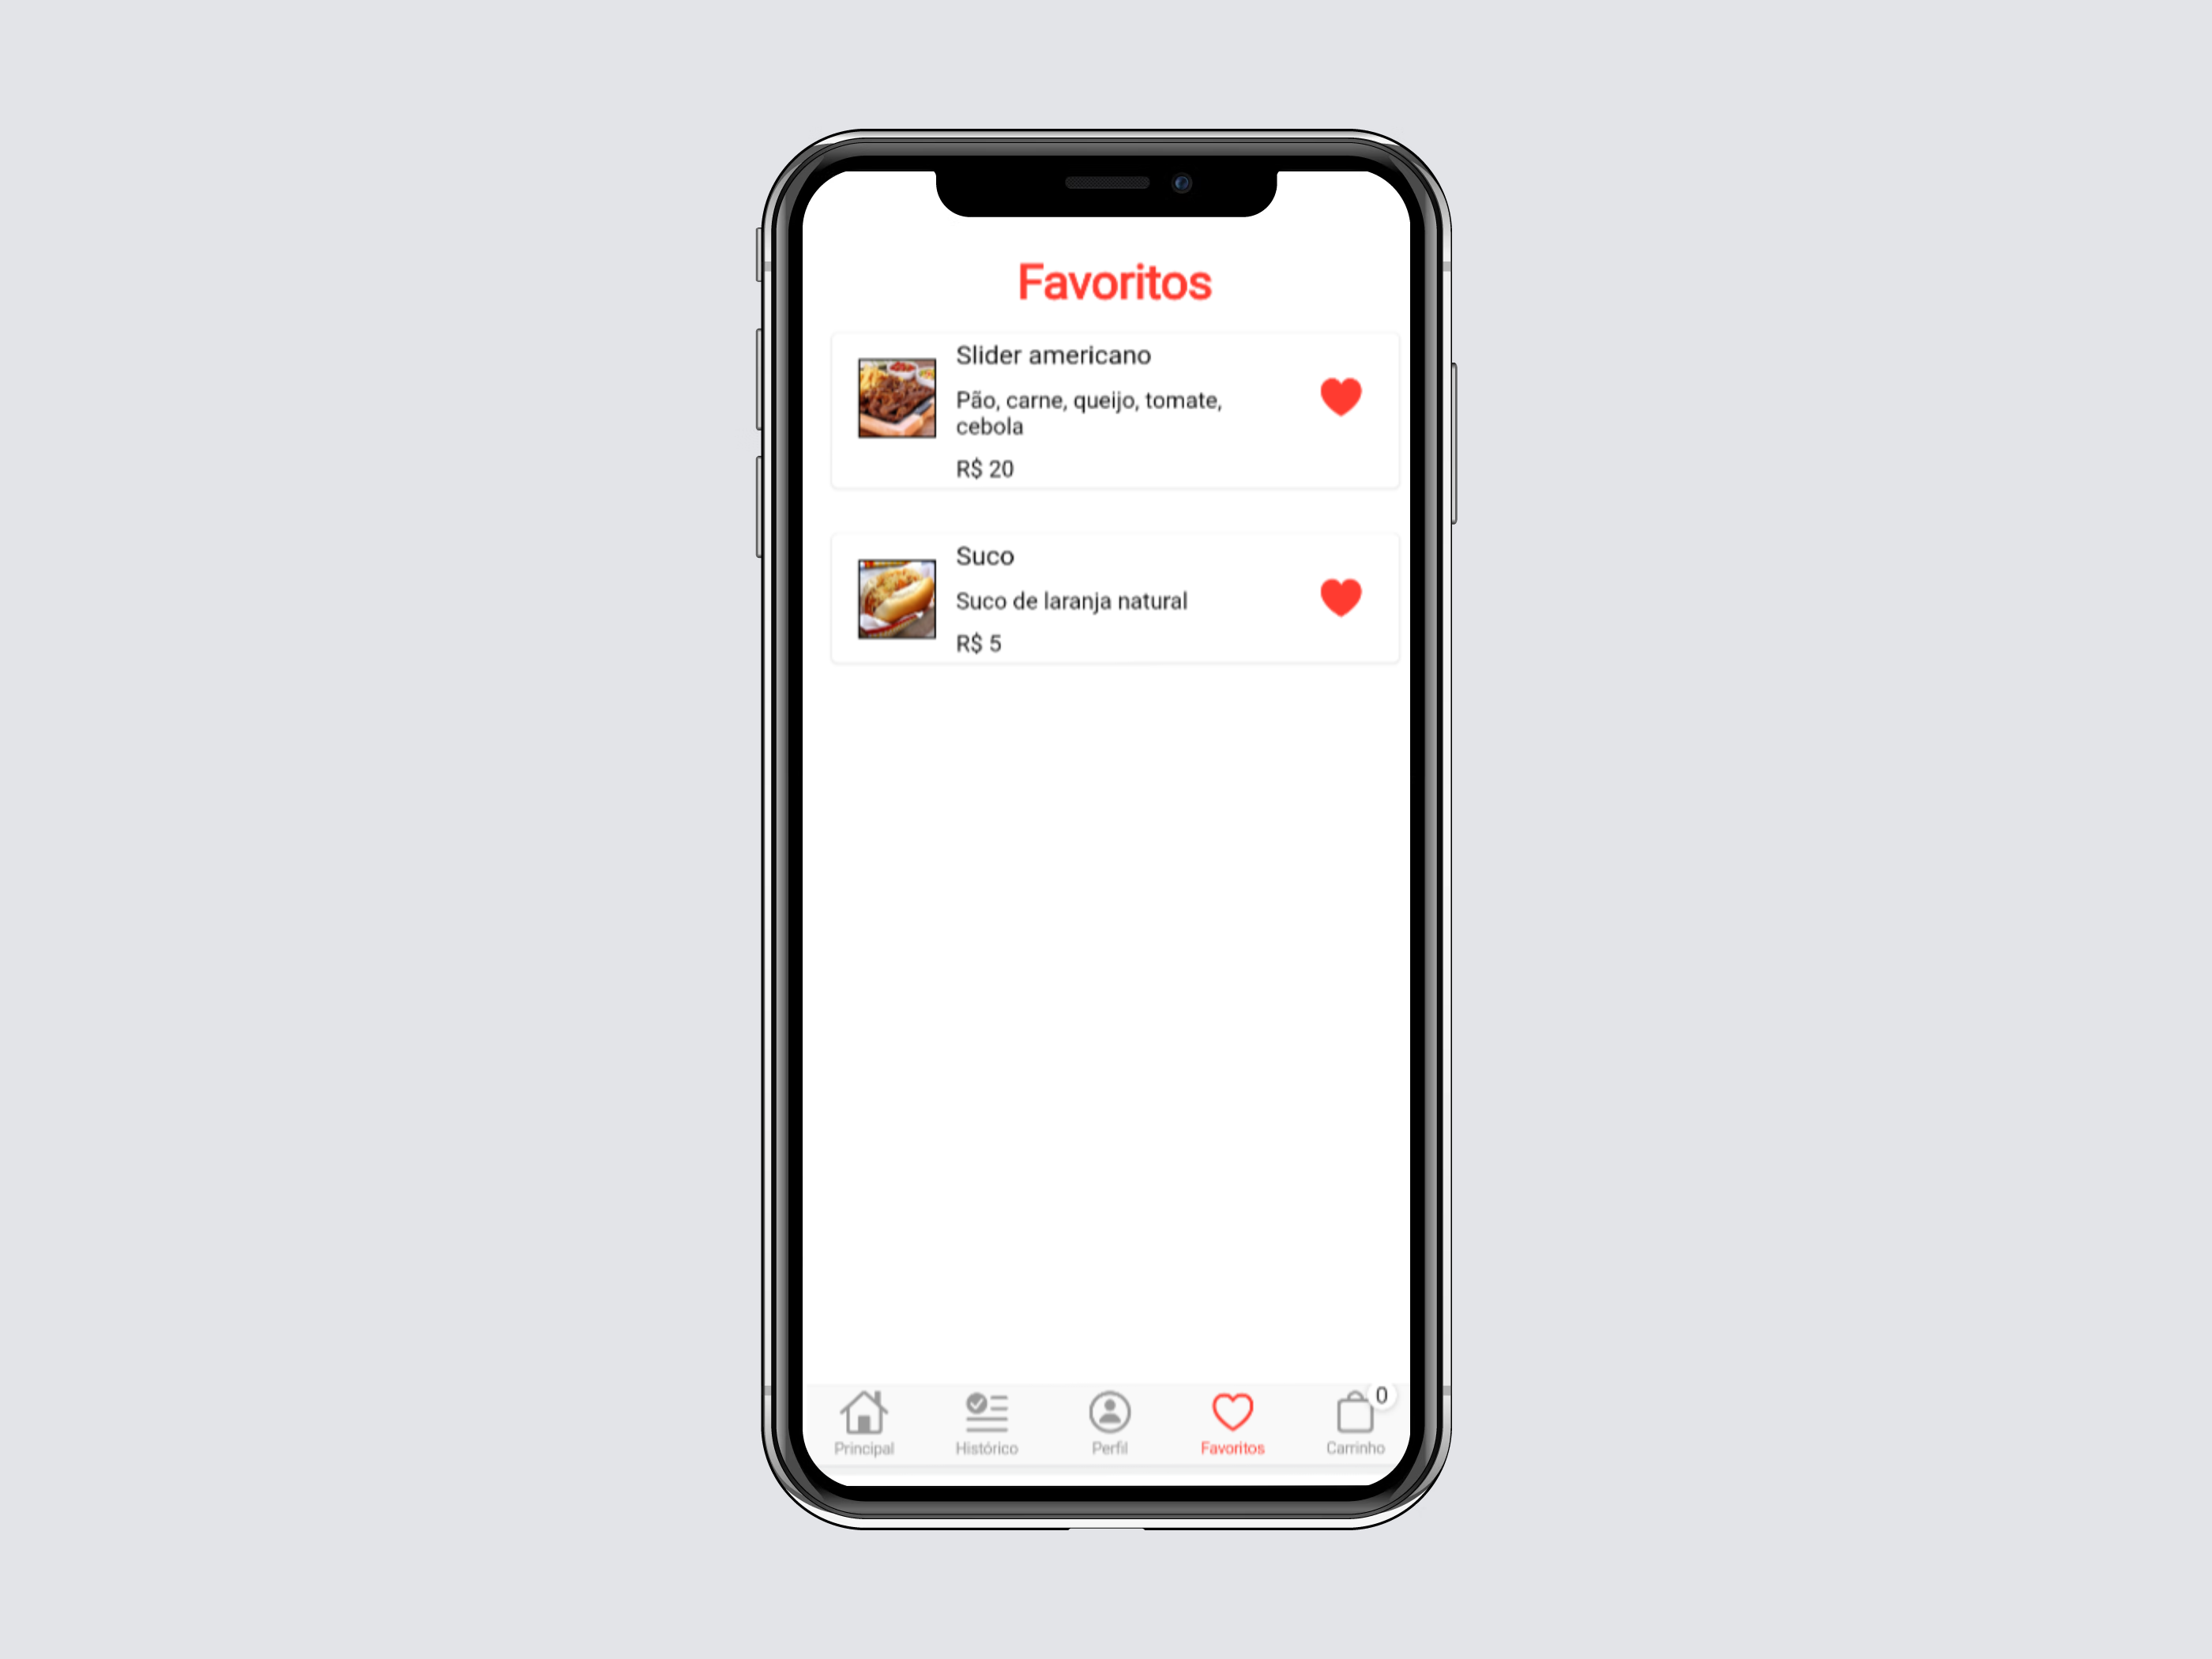 Favoritos
Slider americano
Pão, carne, queijo, tomate,
cebola
R$ 20
Suco
Suco de laranja natural
R$ 5
0
Principal
Histórico
Perfil
Favoritos
Carrinho